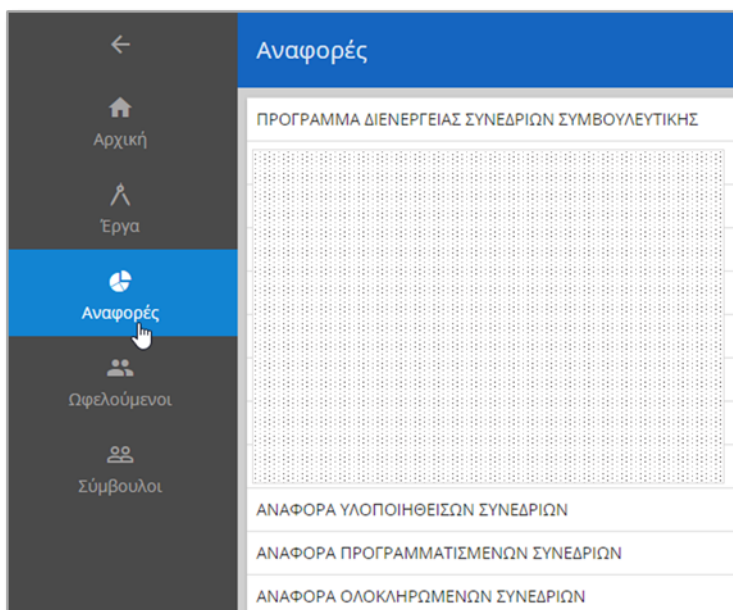 Αρχική
Έργα
Αναφορές
Ωφελούμενοι
Σύμβουλοι
Αναφορές
ΠΡΟΓΡΑΜΜΑ ΔΙΕΝΕΡΓΕΙΑΣ ΣΥΝΕΔΡΙΩΝ ΣΥΜΒΟΥΛΕΥΤΙΚΗΣ
ΑΝΑΦΟΡΑ ΥΛΟΠΟΙΗΘΕΙΣΩΝ ΣΥΝΕΔΡΙΩΝ
ΑΝΑΦΟΡΑ ΠΡΟΓΡΑΜΜΑΤΙΣΜΕΝΩΝ ΣΥΝΕΔΡΙΩΝ
ΑΝΑΦΟΡΑ ΟΛΟΚΛΗΡΩΜΕΝΩΝ ΣΥΝΕΔΡΙΩΝ